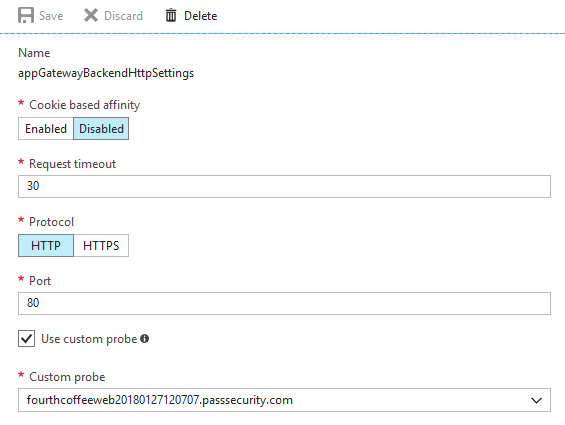 Save Discard Delete
Name
appGatewayBackendHttpSettings
* Cookie based affinity
Enabled Disabled
* Request timeout
30
* Protocol
HTTP HTTPS
* Port
80
Use custom probe
* Custom probe
fourthcoffeeweb20180127120707.passsecurity.com